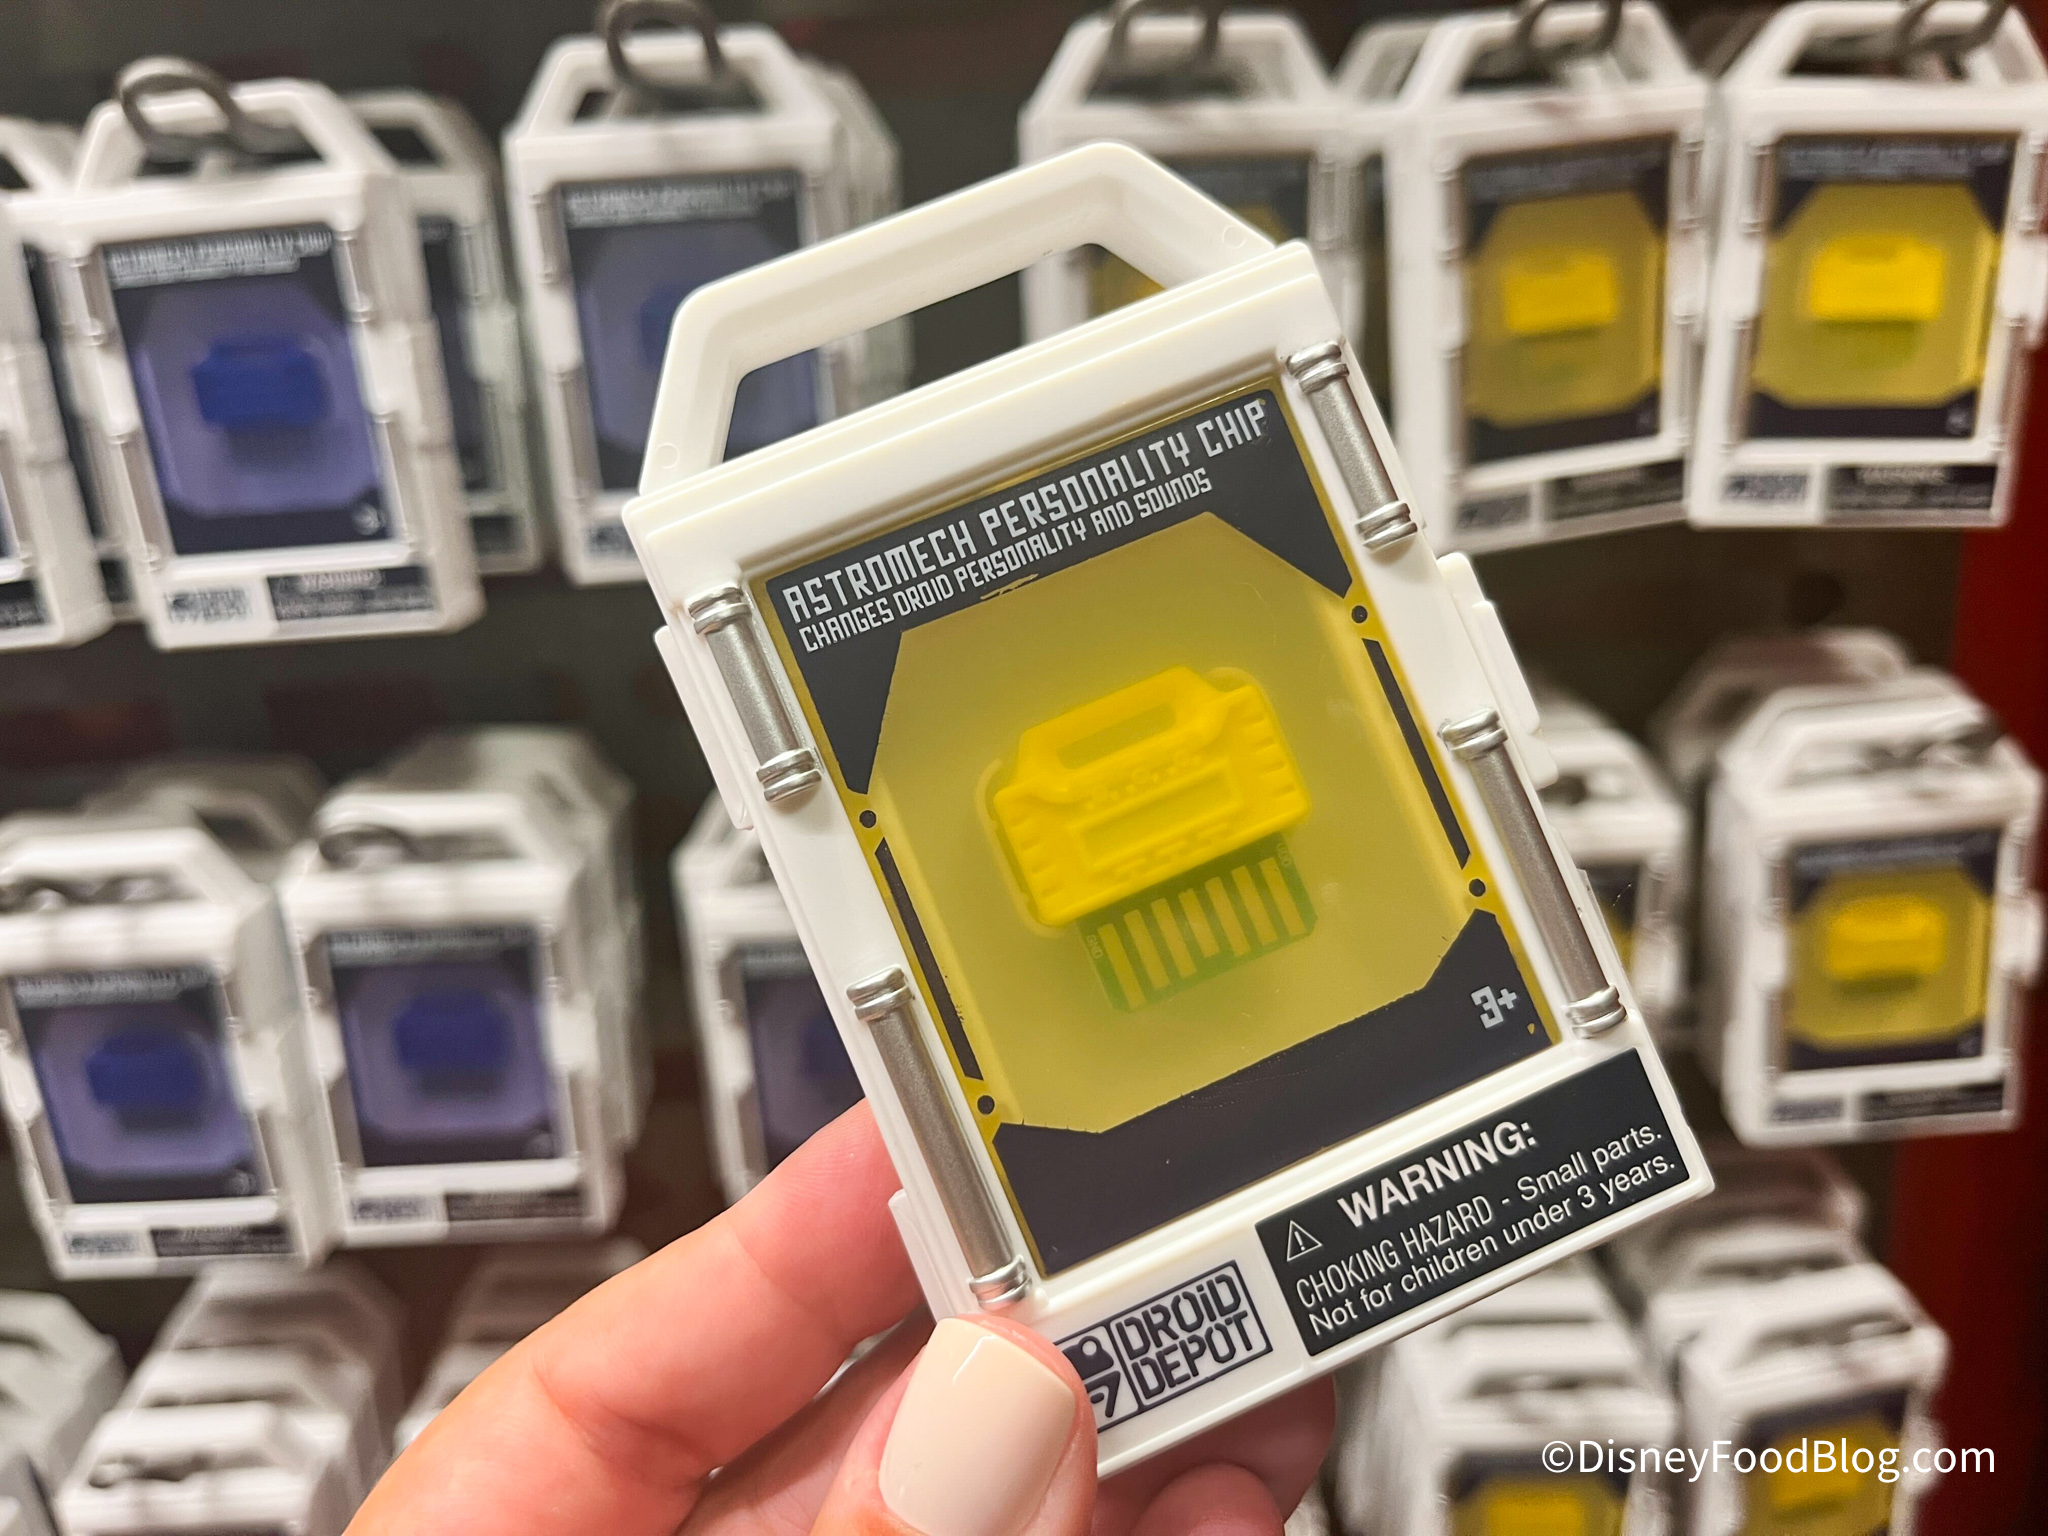 ASTROMECH PERSONALITY CHIP
CHANGES DROID PERSONALITY AND SOUNDS
GND
3+
WARNING:
CHOKING HAZARD - Small parts.
Not for children under 3 years.
DROID
DEPOT
©DisneyFoodBlog.com